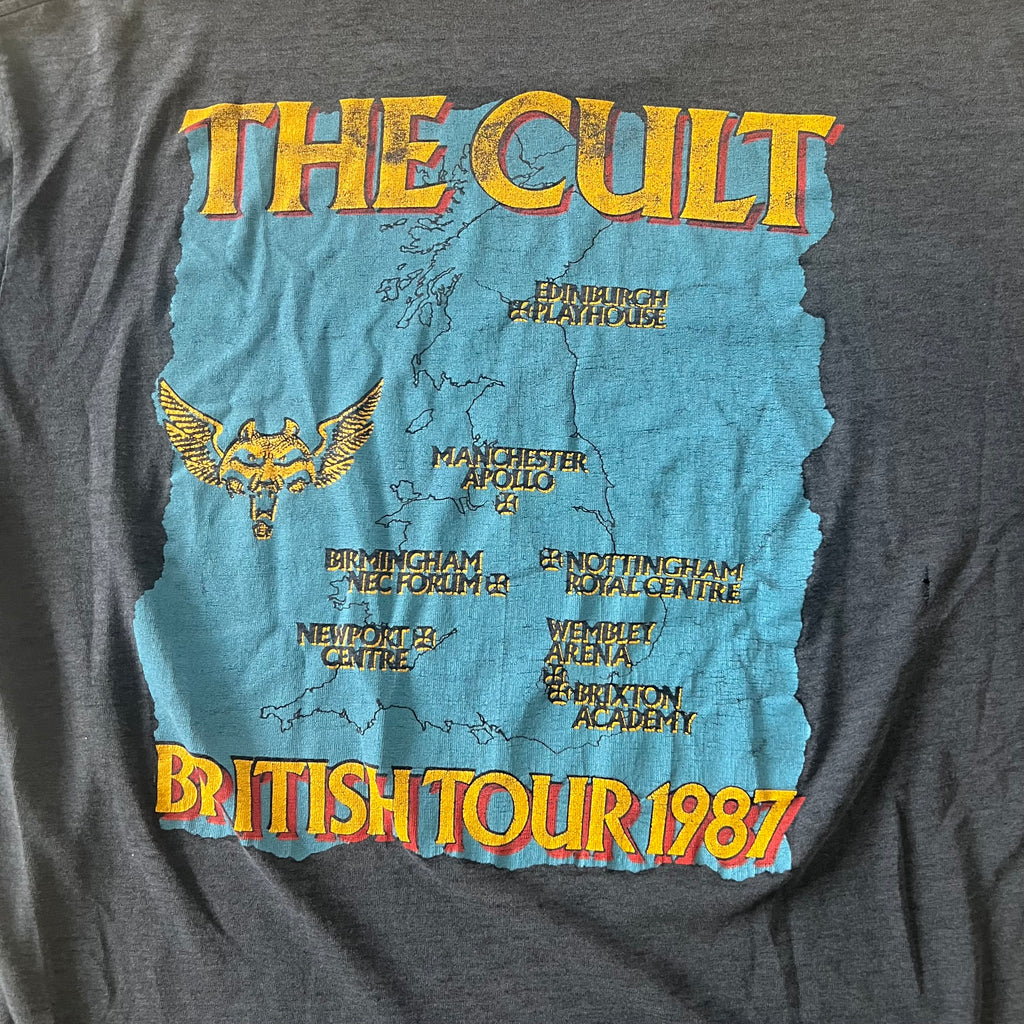 THE CULT
EDINBURGH
PLAYHOUSE
MANCHESTER
APOLLO
BIRMINGHAM
NEC FORUM
NOTTINGHAM
ROYAL CENTRE
NEWPORT
CENTRE
WEMBLEY
ARENA
BRIXTON
ACADEMY
BRITISH TOUR 1987